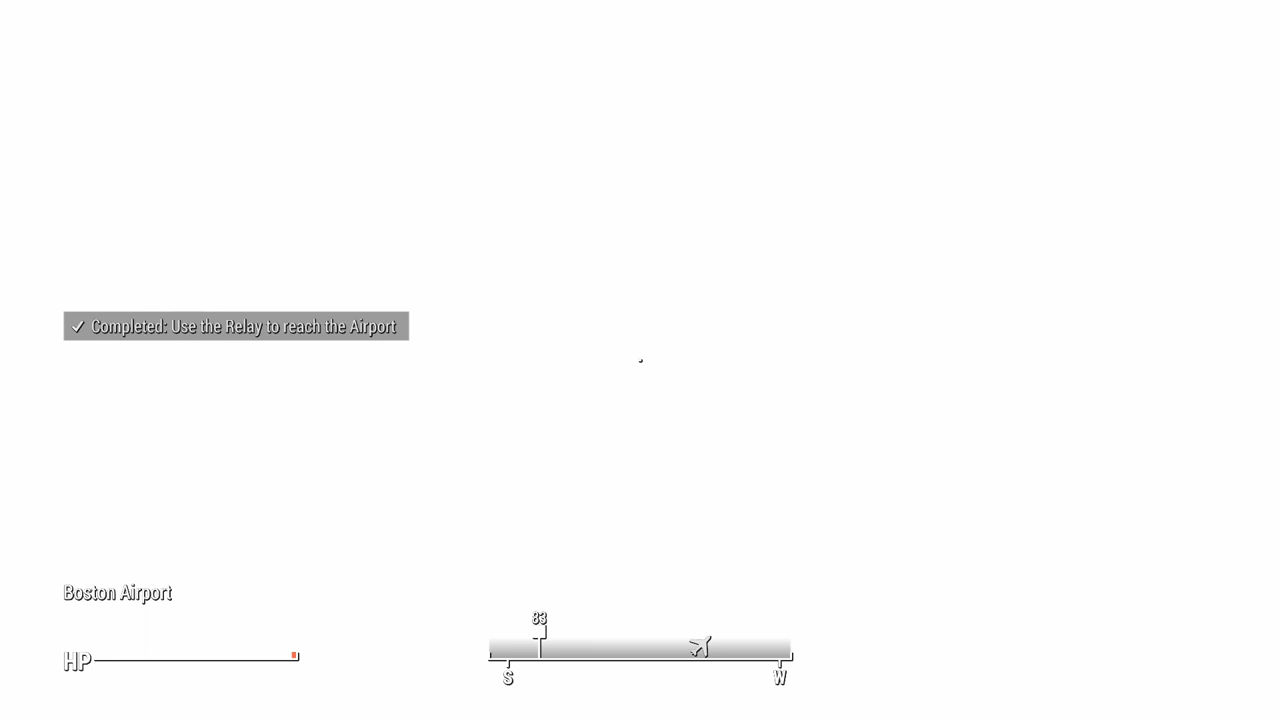 Completed: Use the Relay to reach the Airport
Boston Airport
83
HP
S W